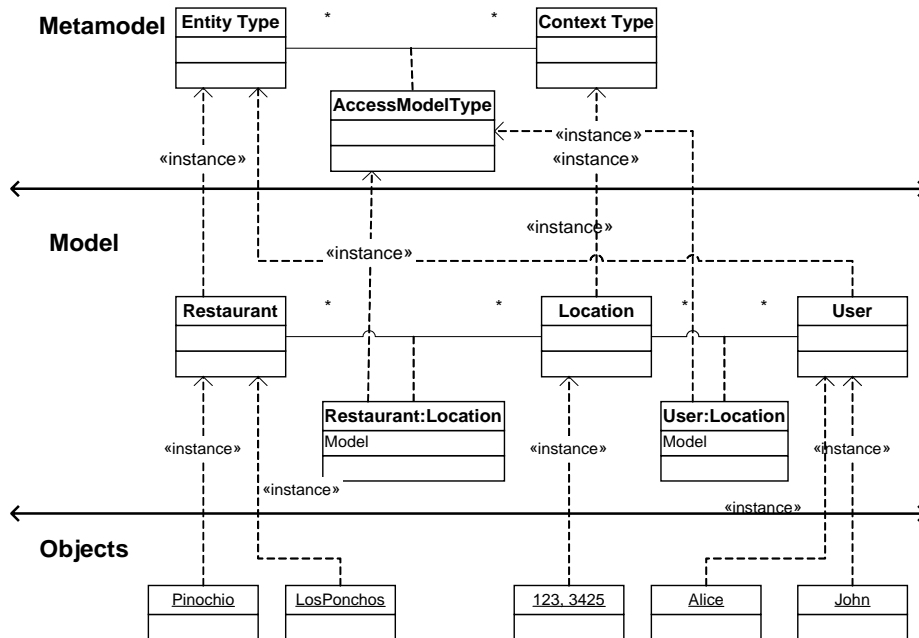 Metamodel
Entity Type
*
*
Context Type
AccessModelType
«instance»
«instance»
«instance»
Model
«instance»
«instance»
Restaurant
*
*
Location
*
*
User
Restaurant:Location
Model
User:Location
Model
«instance»
«instance»
«instance»
«instance»
«instance»
Objects
Pinochio
LosPonchos
123, 3425
Alice
John